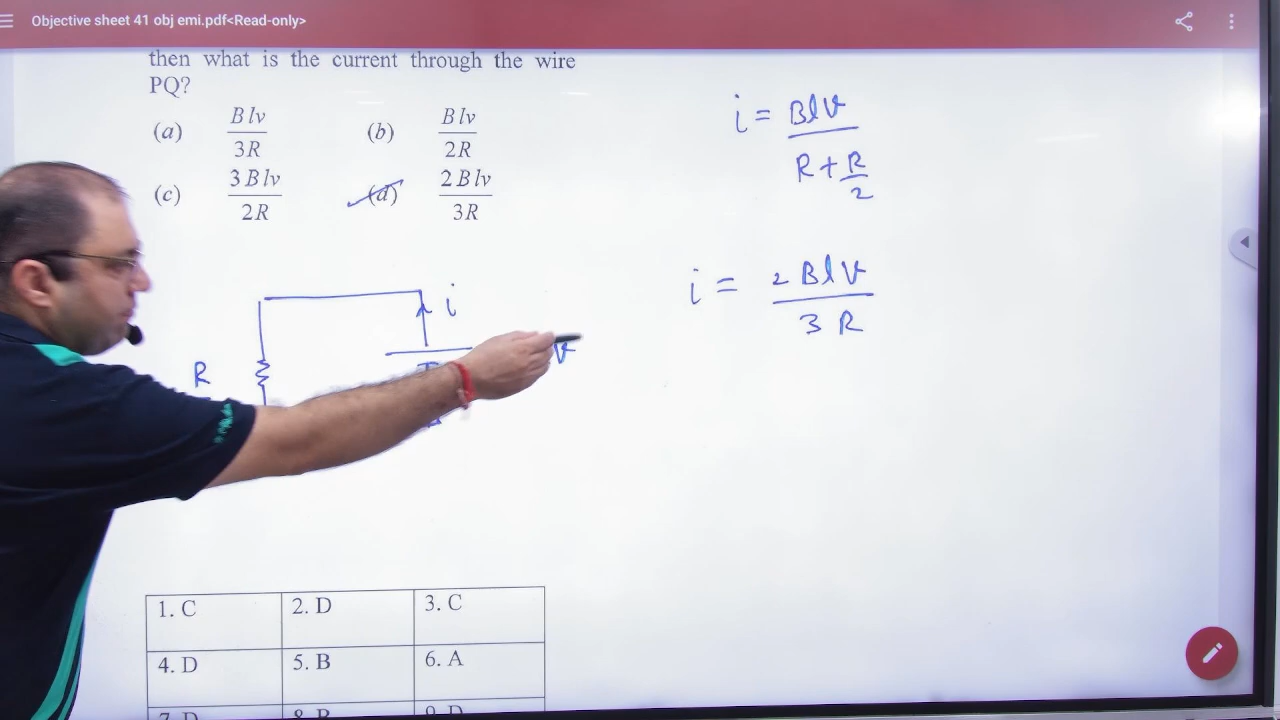 Objective sheet 41 obj emi.pdf<Read-only>
then what is the current through the wire
PQ?
(a) Blv/3R (b) Blv/2R
(c) 3Blv/2R (d) 2Blv/3R
i = Blv/(R + R/2)
i = 2Blv/3R
i
R
v
1. C 2. D 3. C
4. D 5. B 6. A